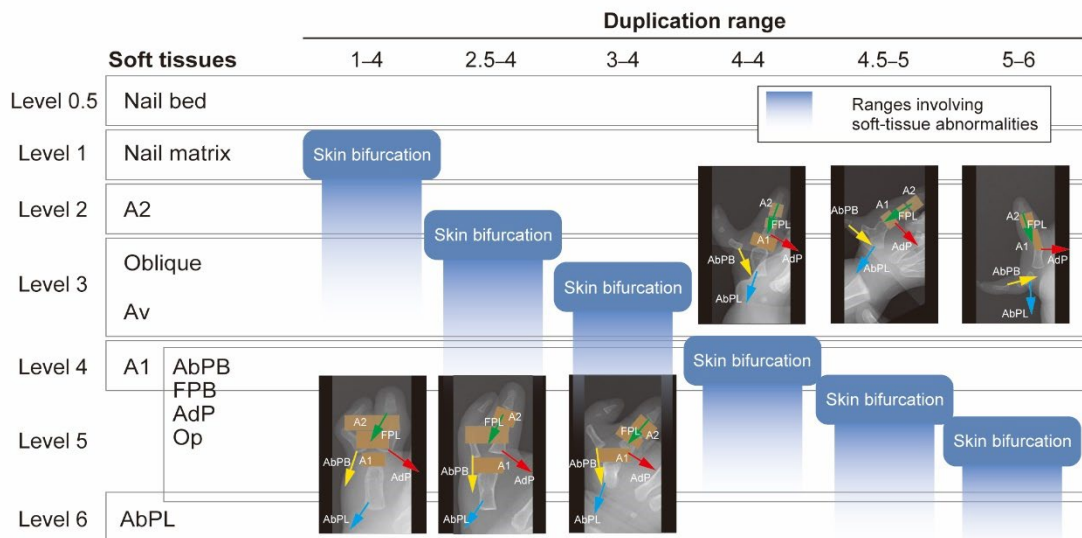 Duplication range
Soft tissues
1–4 2.5–4 3–4 4–4 4.5–5 5–6
Level 0.5 Nail bed
Ranges involving
soft-tissue abnormalities
Level 1 Nail matrix Skin bifurcation
Level 2 A2
Skin bifurcation
A2 FPL A1 AbPB AdP AbPL
A2 A1 FPL AbPB AdP AbPL
A2 FPL A1 AdP AbPB AbPL
Level 3 Oblique
Skin bifurcation
Av
Level 4 A1 AbPB
FPB
AdP
Op
Skin bifurcation
Skin bifurcation
Level 5
Skin bifurcation
A2 FPL A1 AbPB AdP AbPL
A2 FPL A1 AbPB AdP AbPL
FPL A2 A1 AbPB AdP AbPL
Level 6 AbPL